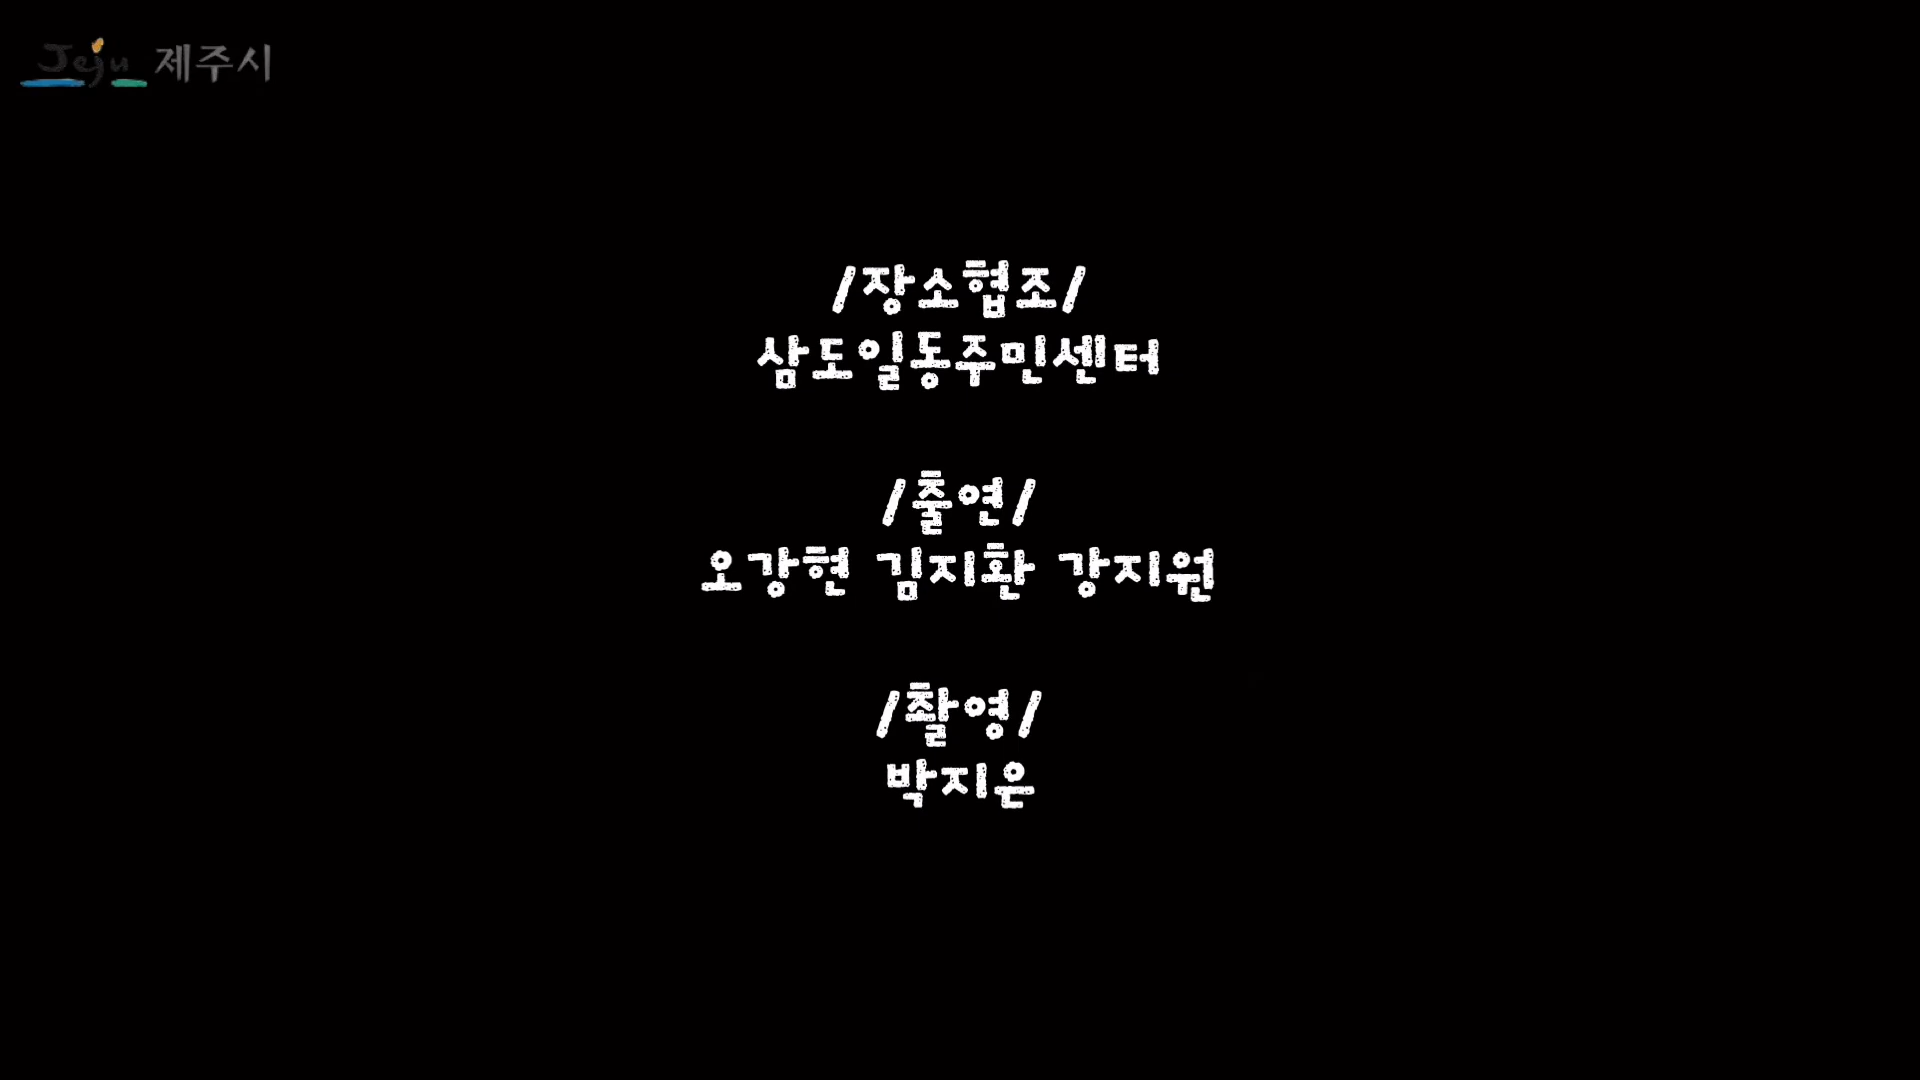 Jeju 제주시
/장소협조/
삼도일동주민센터
/출연/
오강현 김지환 강지원
/촬영/
박지은